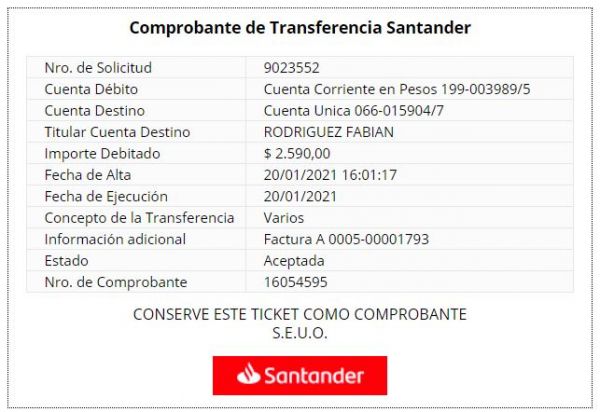 Comprobante de Transferencia Santander
Nro. de Solicitud 9023552
Cuenta Débito Cuenta Corriente en Pesos 199-003989/5
Cuenta Destino Cuenta Unica 066-015904/7
Titular Cuenta Destino RODRIGUEZ FABIAN
Importe Debitado $ 2.590,00
Fecha de Alta 20/01/2021 16:01:17
Fecha de Ejecución 20/01/2021
Concepto de la Transferencia Varios
Información adicional Factura A 0005-00001793
Estado Aceptada
Nro. de Comprobante 16054595
CONSERVE ESTE TICKET COMO COMPROBANTE
S.E.U.O.
Santander